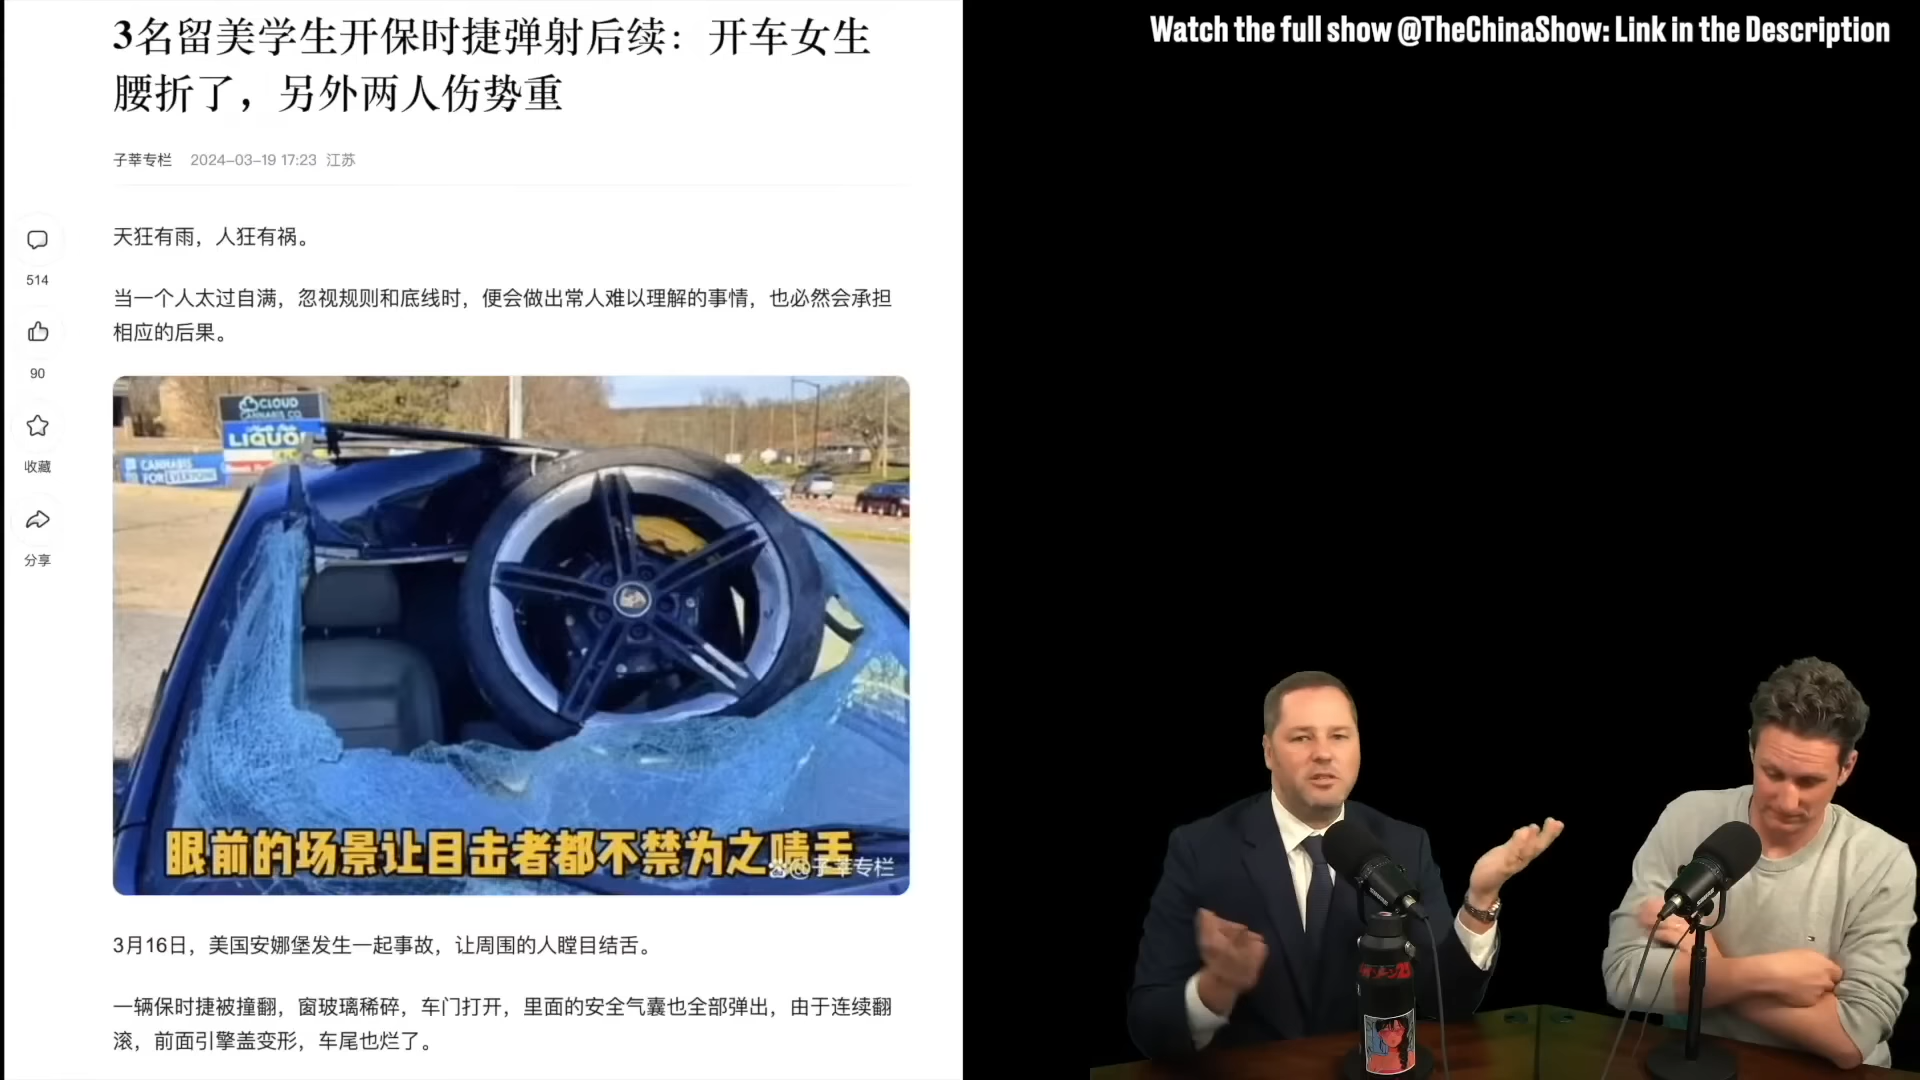 3名留美学生开保时捷弹射后续：开车女生
腰折了，另外两人伤势重
子莘专栏 2024-03-19 17:23 江苏
天狂有雨，人狂有祸。
当一个人太过自满，忽视规则和底线时，便会做出常人难以理解的事情，也必然会承担
相应的后果。
514
90
收藏
分享
CLOUD
CANNABIS CO
LIQUO
CANNABIS
FOR EVERYONE
眼前的场景让目击者都不禁为之啧舌
@子莘专栏
3月16日，美国安娜堡发生一起事故，让周围的人瞠目结舌。
一辆保时捷被撞翻，窗玻璃稀碎，车门打开，里面的安全气囊也全部弹出，由于连续翻
滚，前面引擎盖变形，车尾也烂了。
Watch the full show @TheChinaShow: Link in the Description